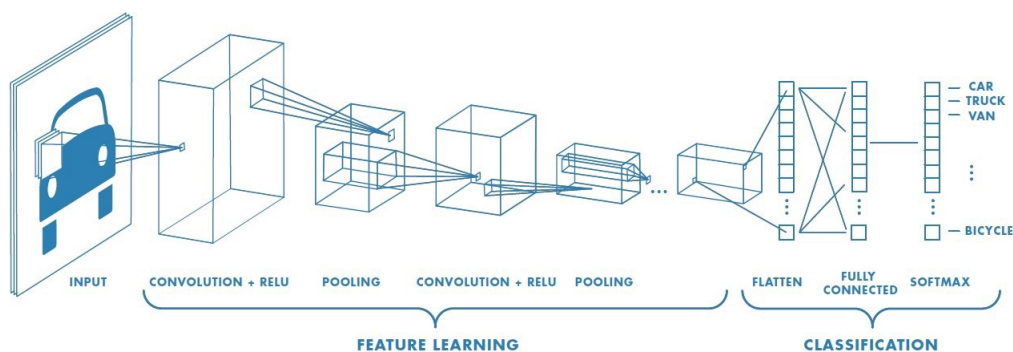 CAR
TRUCK
VAN
BICYCLE
INPUT
CONVOLUTION + RELU
POOLING
CONVOLUTION + RELU
POOLING
FLATTEN
FULLY
CONNECTED
SOFTMAX
FEATURE LEARNING
CLASSIFICATION